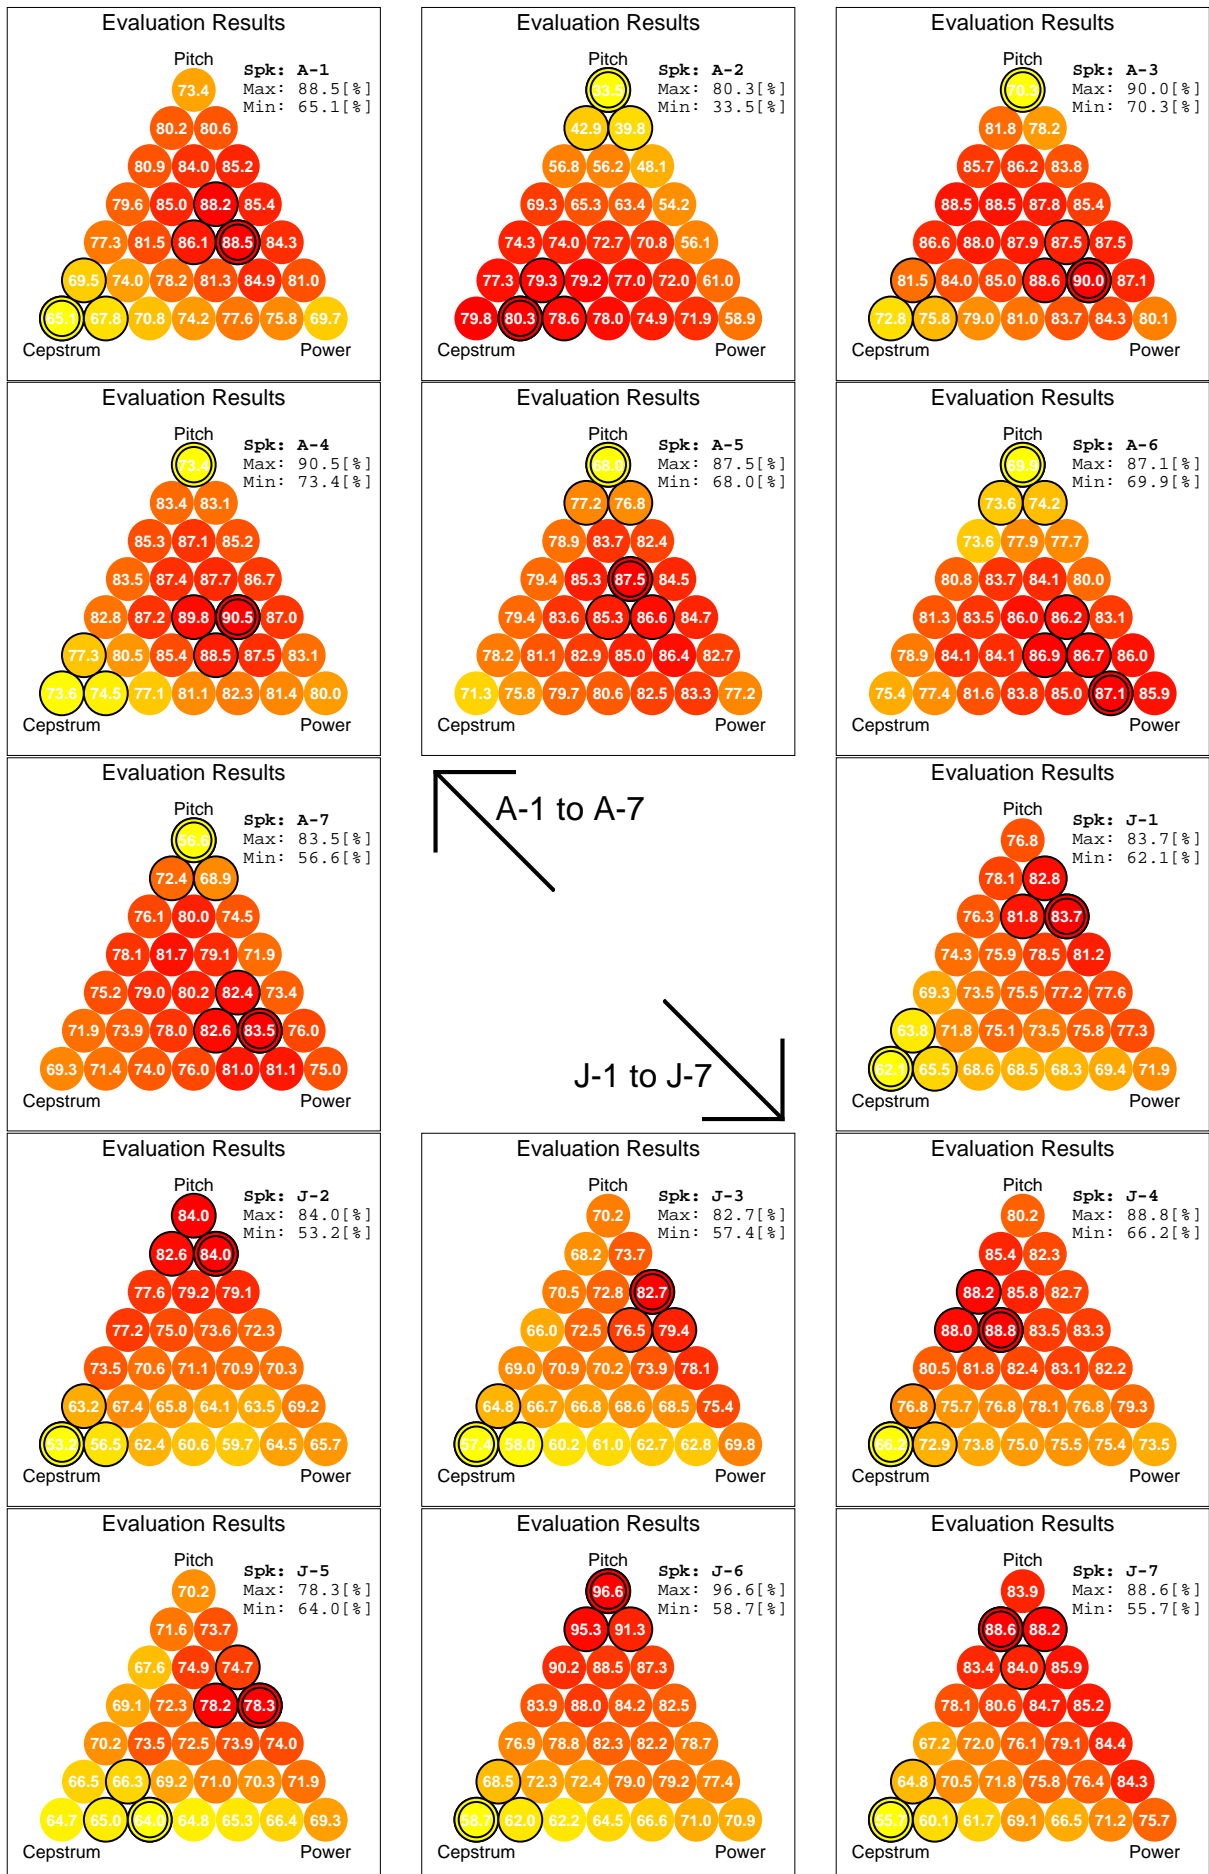 Evaluation Results
Pitch
Spk: A-1
Max: 88.5[%]
Min: 65.1[%]
73.4
80.2 80.6
80.9 84.0 85.2
79.6 85.0 88.2 85.4
77.3 81.5 86.1 88.5 84.3
69.5 74.0 78.2 81.3 84.9 81.0
65.1 67.8 70.8 74.2 77.6 75.8 69.7
Cepstrum Power
Evaluation Results
Pitch
Spk: A-2
Max: 80.3[%]
Min: 33.5[%]
33.5
42.9 39.8
56.8 56.2 48.1
69.3 65.3 63.4 54.2
74.3 74.0 72.7 70.8 56.1
77.3 79.3 79.2 77.0 72.0 61.0
79.8 80.3 78.6 78.0 74.9 71.9 58.9
Cepstrum Power
Evaluation Results
Pitch
Spk: A-3
Max: 90.0[%]
Min: 70.3[%]
70.3
81.8 78.2
85.7 86.2 83.8
88.5 88.5 87.8 85.4
86.6 88.0 87.9 87.5 87.5
81.5 84.0 85.0 88.6 90.0 87.1
72.8 75.8 79.0 81.0 83.7 84.3 80.1
Cepstrum Power
Evaluation Results
Pitch
Spk: A-4
Max: 90.5[%]
Min: 73.4[%]
73.4
83.4 83.1
85.3 87.1 85.2
83.5 87.4 87.7 86.7
82.8 87.2 89.8 90.5 87.0
77.3 80.5 85.4 88.5 87.5 83.1
73.6 74.5 77.1 81.1 82.3 81.4 80.0
Cepstrum Power
Evaluation Results
Pitch
Spk: A-5
Max: 87.5[%]
Min: 68.0[%]
68.0
77.2 76.8
78.9 83.7 82.4
79.4 85.3 87.5 84.5
79.4 83.6 85.3 86.6 84.7
78.2 81.1 82.9 85.0 86.4 82.7
71.3 75.8 79.7 80.6 82.5 83.3 77.2
Cepstrum Power
Evaluation Results
Pitch
Spk: A-6
Max: 87.1[%]
Min: 69.9[%]
69.9
73.6 74.2
73.6 77.9 77.7
80.8 83.7 84.1 80.0
81.3 83.5 86.0 86.2 83.1
78.9 84.1 84.1 86.9 86.7 86.0
75.4 77.4 81.6 83.8 85.0 87.1 85.9
Cepstrum Power
Evaluation Results
Pitch
Spk: A-7
Max: 83.5[%]
Min: 56.6[%]
56.6
72.4 68.9
76.1 80.0 74.5
78.1 81.7 79.1 71.9
75.2 79.0 80.2 82.4 73.4
71.9 73.9 78.0 82.6 83.5 76.0
69.3 71.4 74.0 76.0 81.0 81.1 75.0
Cepstrum Power
A-1 to A-7
J-1 to J-7
Evaluation Results
Pitch
Spk: J-1
Max: 83.7[%]
Min: 62.1[%]
76.8
78.1 82.8
76.3 81.8 83.7
74.3 75.9 78.5 81.2
69.3 73.5 75.5 77.2 77.6
63.8 71.8 75.1 73.5 75.8 77.3
62.1 65.5 68.6 68.5 68.3 69.4 71.9
Cepstrum Power
Evaluation Results
Pitch
Spk: J-2
Max: 84.0[%]
Min: 53.2[%]
84.0
82.6 84.0
77.6 79.2 79.1
77.2 75.0 73.6 72.3
73.5 70.6 71.1 70.9 70.3
63.2 67.4 65.8 64.1 63.5 69.2
53.2 56.5 62.4 60.6 59.7 64.5 65.7
Cepstrum Power
Evaluation Results
Pitch
Spk: J-3
Max: 82.7[%]
Min: 57.4[%]
70.2
68.2 73.7
70.5 72.8 82.7
66.0 72.5 76.5 79.4
69.0 70.9 70.2 73.9 78.1
64.8 66.7 66.8 68.6 68.5 75.4
57.4 58.0 60.2 61.0 62.7 62.8 69.8
Cepstrum Power
Evaluation Results
Pitch
Spk: J-4
Max: 88.8[%]
Min: 66.2[%]
80.2
85.4 82.3
88.2 85.8 82.7
88.0 88.8 83.5 83.3
80.5 81.8 82.4 83.1 82.2
76.8 75.7 76.8 78.1 76.8 79.3
66.2 72.9 73.8 75.0 75.5 75.4 73.5
Cepstrum Power
Evaluation Results
Pitch
Spk: J-5
Max: 78.3[%]
Min: 64.0[%]
70.2
71.6 73.7
67.6 74.9 74.7
69.1 72.3 78.2 78.3
70.2 73.5 72.5 73.9 74.0
66.5 66.3 69.2 71.0 70.3 71.9
64.7 65.0 64.0 64.8 65.3 66.4 69.3
Cepstrum Power
Evaluation Results
Pitch
Spk: J-6
Max: 96.6[%]
Min: 58.7[%]
96.6
95.3 91.3
90.2 88.5 87.3
83.9 88.0 84.2 82.5
76.9 78.8 82.3 82.2 78.7
68.5 72.3 72.4 79.0 79.2 77.4
58.7 62.0 62.2 64.5 66.6 71.0 70.9
Cepstrum Power
Evaluation Results
Pitch
Spk: J-7
Max: 88.6[%]
Min: 55.7[%]
83.9
88.6 88.2
83.4 84.0 85.9
78.1 80.6 84.7 85.2
67.2 72.0 76.1 79.1 84.4
64.8 70.5 71.8 75.8 76.4 84.3
55.7 60.1 61.7 69.1 66.5 71.2 75.7
Cepstrum Power